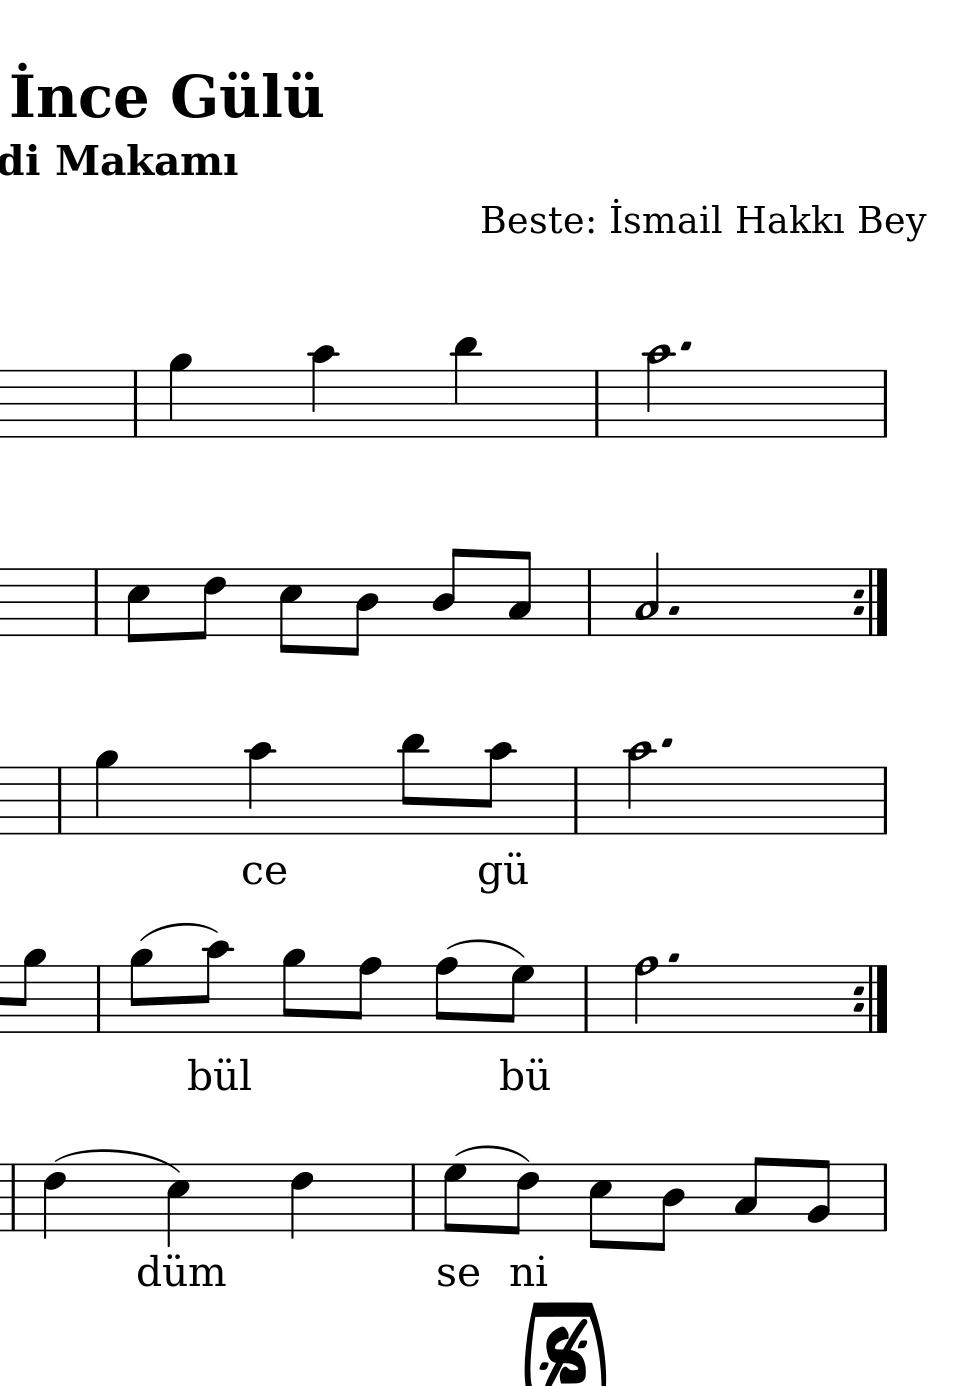 İnce Gülü
di Makamı
Beste: İsmail Hakkı Bey
ce gü
bül bü
düm se ni